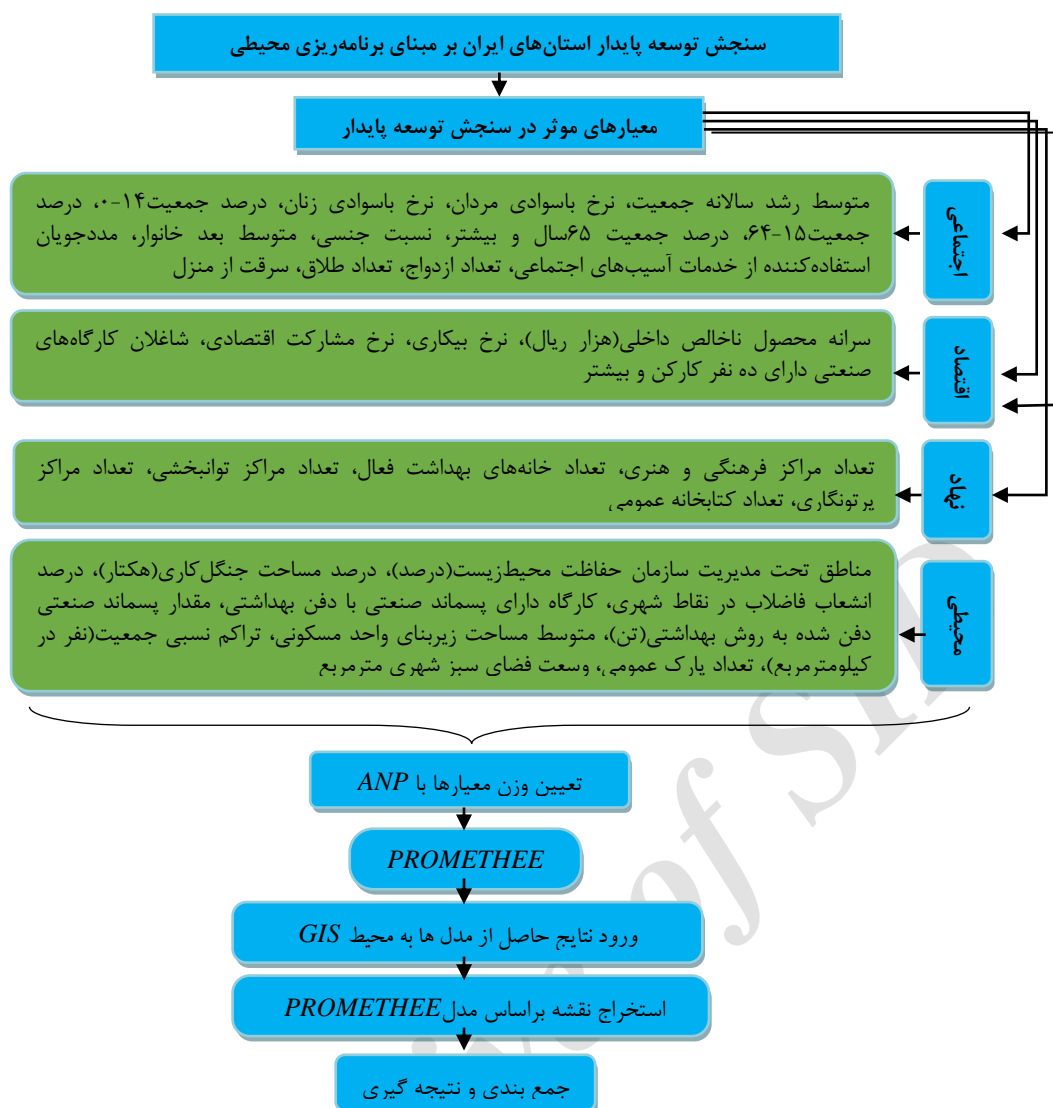 سنجش توسعه پایدار استان‌های ایران بر مبنای برنامه‌ریزی محیطی
معیارهای موثر در سنجش توسعه پایدار
اجتماعی
متوسط رشد سالانه جمعیت، نرخ باسوادی مردان، نرخ باسوادی زنان، درصد جمعیت۱۴-۰، درصد
جمعیت۱۵-۶۴، درصد جمعیت ۶۵سال و بیشتر، نسبت جنسی، متوسط بعد خانوار، مددجویان
استفاده‌کننده از خدمات آسیب‌های اجتماعی، تعداد ازدواج، تعداد طلاق، سرقت از منزل
اقتصاد
سرانه محصول ناخالص داخلی(هزار ریال)، نرخ بیکاری، نرخ مشارکت اقتصادی، شاغلان کارگاه‌های
صنعتی دارای ده نفر کارکن و بیشتر
نهاد
تعداد مراکز فرهنگی و هنری، تعداد خانه‌های بهداشت فعال، تعداد مراکز توانبخشی، تعداد مراکز
پرتونگاری، تعداد کتابخانه عمومی
محیطی
مناطق تحت مدیریت سازمان حفاظت محیط‌زیست(درصد)، درصد مساحت جنگل‌کاری(هکتار)، درصد
انشعاب فاضلاب در نقاط شهری، کارگاه دارای پسماند صنعتی با دفن بهداشتی، مقدار پسماند صنعتی
دفن شده به روش بهداشتی(تن)، متوسط مساحت زیربنای واحد مسکونی، تراکم نسبی جمعیت(نفر در
کیلومترمربع)، تعداد پارک عمومی، وسعت فضای سبز شهری مترمربع
تعیین وزن معیارها با ANP
PROMETHEE
ورود نتایج حاصل از مدل ها به محیط GIS
استخراج نقشه براساس مدل PROMETHEE
جمع بندی و نتیجه گیری
of SID